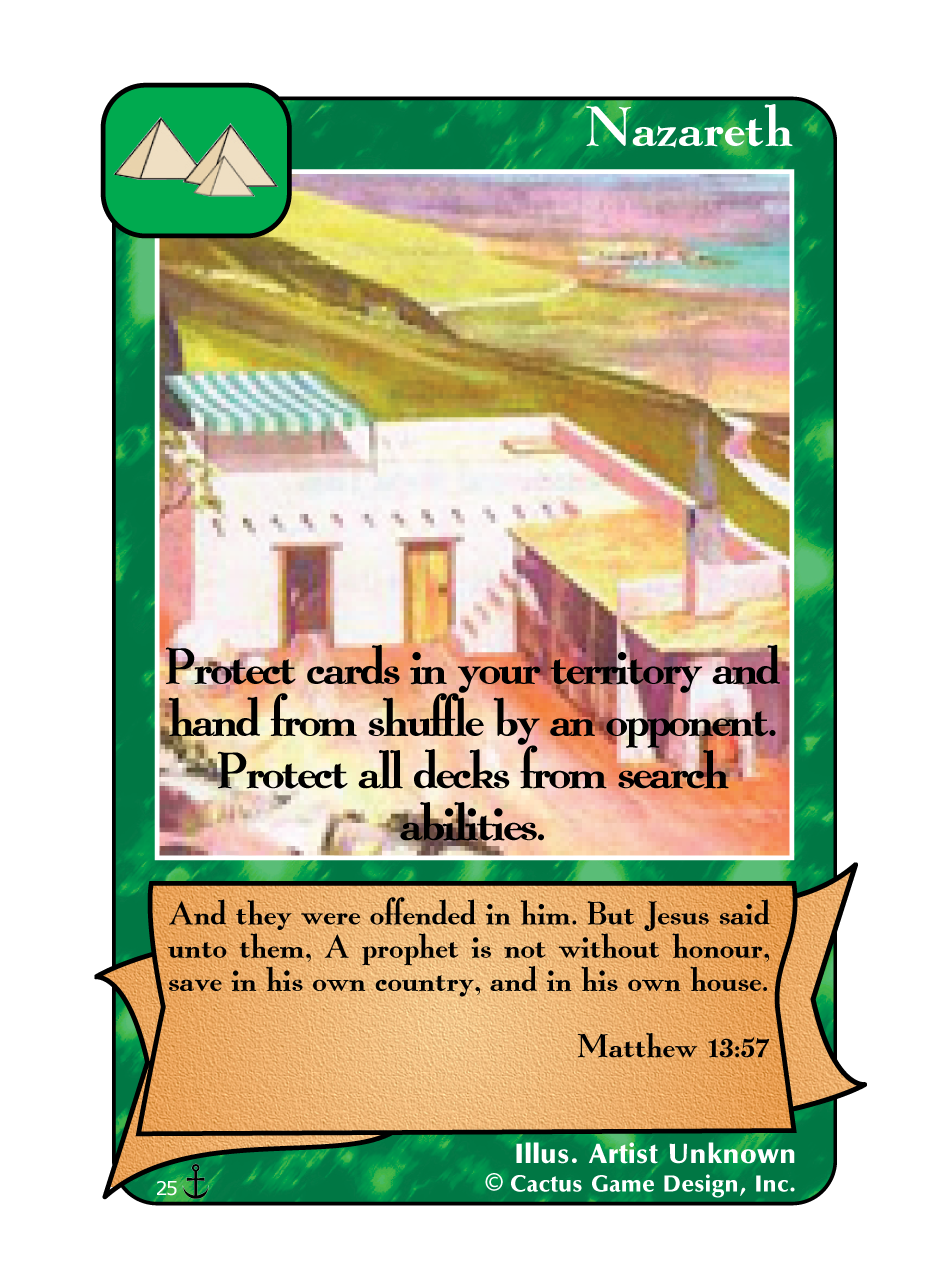 Nazareth
Protect cards in your territory and
hand from shuffle by an opponent.
Protect all decks from search
abilities.
And they were offended in him. But Jesus said
unto them, A prophet is not without honour,
save in his own country, and in his own house.
Matthew 13:57
Illus. Artist Unknown
25
© Cactus Game Design, Inc.